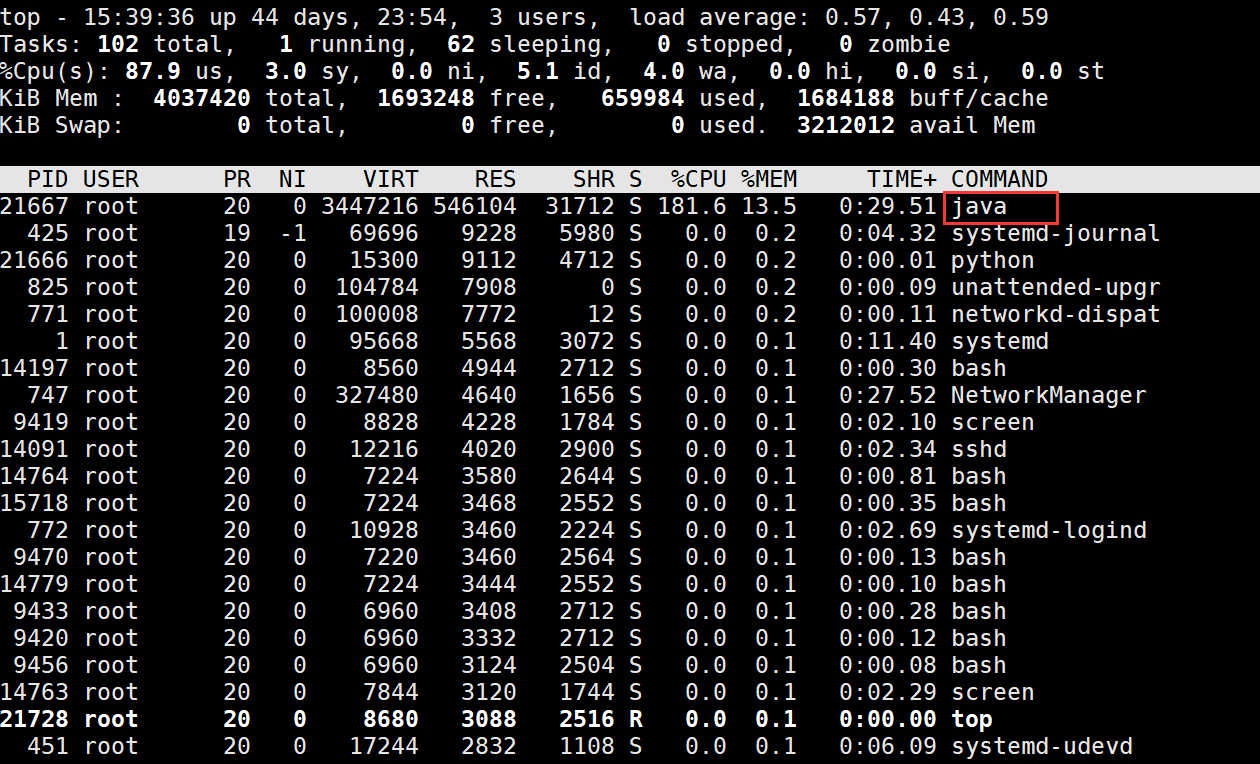 top - 15:39:36 up 44 days, 23:54,  3 users,  load average: 0.57, 0.43, 0.59
Tasks: 102 total,   1 running,  62 sleeping,   0 stopped,   0 zombie
%Cpu(s): 87.9 us,  3.0 sy,  0.0 ni,  5.1 id,  4.0 wa,  0.0 hi,  0.0 si,  0.0 st
KiB Mem :  4037420 total,  1693248 free,   659984 used,  1684188 buff/cache
KiB Swap:        0 total,        0 free,        0 used.  3212012 avail Mem
  PID USER      PR  NI    VIRT    RES    SHR S  %CPU %MEM     TIME+ COMMAND
21667 root      20   0 3447216 546104  31712 S 181.6 13.5   0:29.51 java
  425 root      19  -1   69696   9228   5980 S   0.0  0.2   0:04.32 systemd-journal
21666 root      20   0   15300   9112   4712 S   0.0  0.2   0:00.01 python
  825 root      20   0  104784   7908      0 S   0.0  0.2   0:00.09 unattended-upgr
  771 root      20   0  100008   7772     12 S   0.0  0.2   0:00.11 networkd-dispat
    1 root      20   0   95668   5568   3072 S   0.0  0.1   0:11.40 systemd
14197 root      20   0    8560   4944   2712 S   0.0  0.1   0:00.30 bash
  747 root      20   0  327480   4640   1656 S   0.0  0.1   0:27.52 NetworkManager
 9419 root      20   0    8828   4228   1784 S   0.0  0.1   0:02.10 screen
14091 root      20   0   12216   4020   2900 S   0.0  0.1   0:02.34 sshd
14764 root      20   0    7224   3580   2644 S   0.0  0.1   0:00.81 bash
15718 root      20   0    7224   3468   2552 S   0.0  0.1   0:00.35 bash
  772 root      20   0   10928   3460   2224 S   0.0  0.1   0:02.69 systemd-logind
 9470 root      20   0    7220   3460   2564 S   0.0  0.1   0:00.13 bash
14779 root      20   0    7224   3444   2552 S   0.0  0.1   0:00.10 bash
 9433 root      20   0    6960   3408   2712 S   0.0  0.1   0:00.28 bash
 9420 root      20   0    6960   3332   2712 S   0.0  0.1   0:00.12 bash
 9456 root      20   0    6960   3124   2504 S   0.0  0.1   0:00.08 bash
14763 root      20   0    7844   3120   1744 S   0.0  0.1   0:02.29 screen
21728 root      20   0    8680   3088   2516 R   0.0  0.1   0:00.00 top
  451 root      20   0   17244   2832   1108 S   0.0  0.1   0:06.09 systemd-udevd